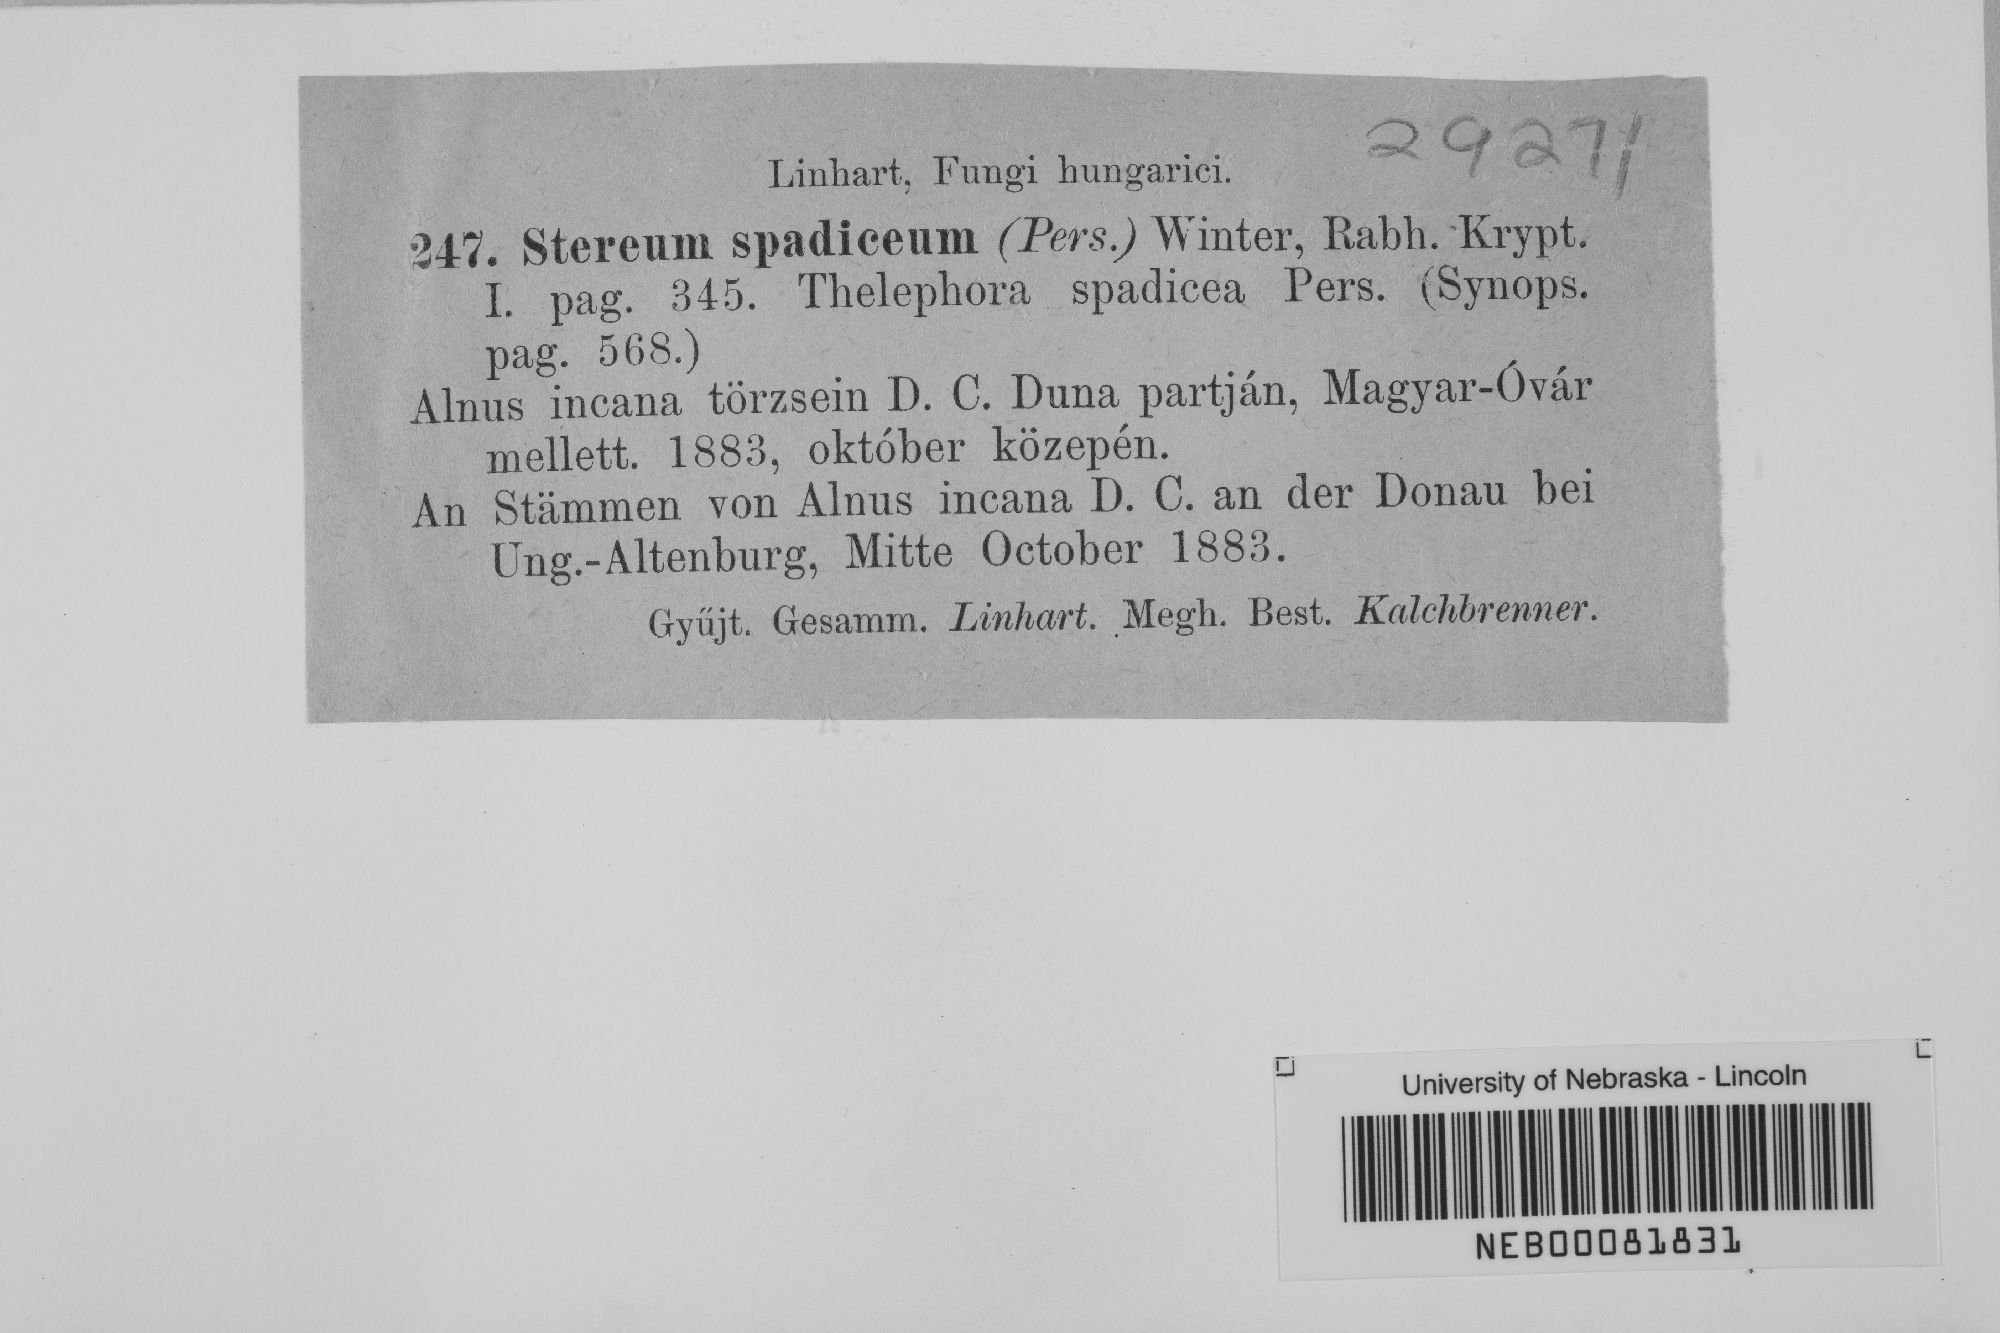 29271
Linhart, Fungi hungarici.
247. Stereum spadiceum (Pers.) Winter, Rabh. Krypt.
I. pag. 345. Thelephora spadicea Pers. (Synops.
pag. 568.)
Alnus incana törzsein D. C. Duna partján, Magyar-Óvár
mellett. 1883, október közepén.
An Stämmen von Alnus incana D. C. an der Donau bei
Ung.-Altenburg, Mitte October 1883.
Gyűjt. Gesamm. Linhart. Megh. Best. Kalchbrenner.
University of Nebraska - Lincoln
NEB00081831